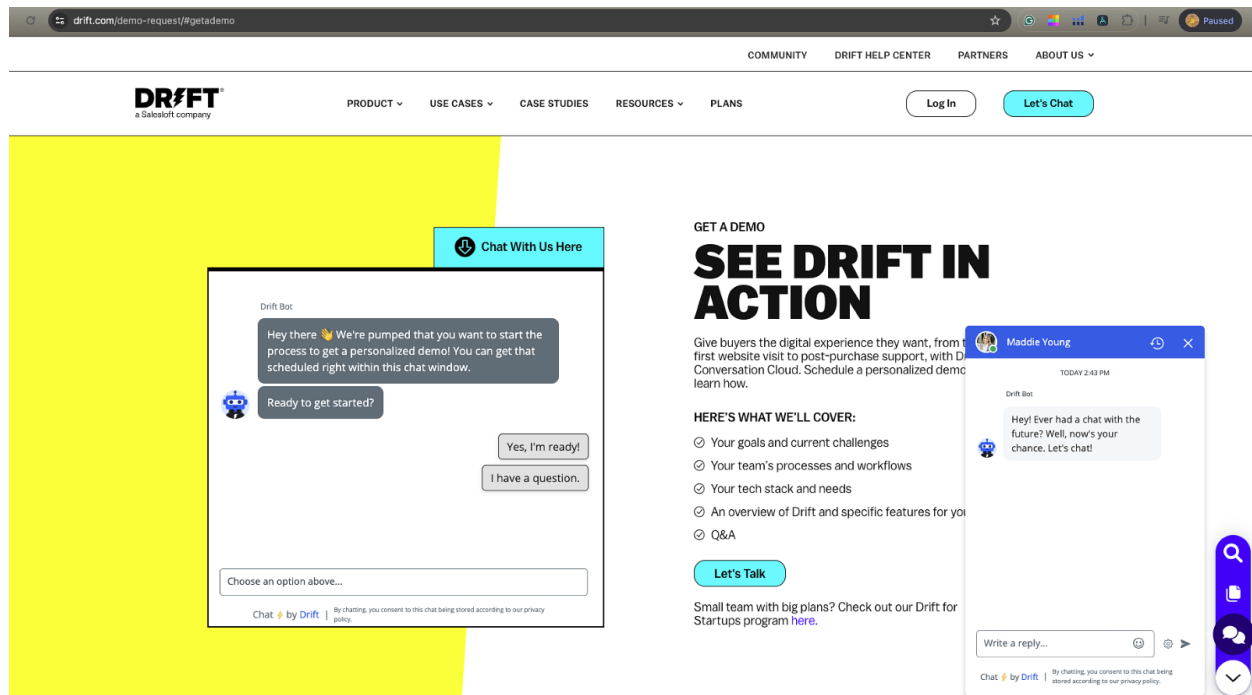 drift.com/demo-request/#getademo
Paused
COMMUNITY
DRIFT HELP CENTER
PARTNERS
ABOUT US
DRIFT®
a Salesloft company
PRODUCT
USE CASES
CASE STUDIES
RESOURCES
PLANS
Log In
Let's Chat
Chat With Us Here
Drift Bot
Hey there 👋 We're pumped that you want to start the
process to get a personalized demo! You can get that
scheduled right within this chat window.
Ready to get started?
Yes, I'm ready!
I have a question.
Choose an option above...
Chat ⚡ by Drift |
By chatting, you consent to this chat being stored according to our privacy
policy.
GET A DEMO
SEE DRIFT IN
ACTION
Give buyers the digital experience they want, from
first website visit to post-purchase support, with
Conversation Cloud. Schedule a personalized demo
learn how.
HERE'S WHAT WE'LL COVER:
Your goals and current challenges
Your team's processes and workflows
Your tech stack and needs
An overview of Drift and specific features for
Q&A
Let's Talk
Small team with big plans? Check out our Drift for
Startups program here.
Maddie Young
TODAY 2:43 PM
Drift Bot
Hey! Ever had a chat with the
future? Well, now's your
chance. Let's chat!
Write a reply...
Chat ⚡ by Drift |
By chatting, you consent to this chat being
stored according to our privacy policy.